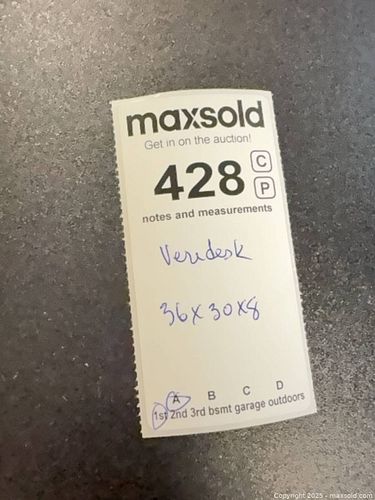 maxsold
Get in on the auction!
428 C
P
notes and measurements
Veridesk
36x30x8
A B C D
1st 2nd 3rd bsmt garage outdoors
Copyright 2025 - maxsold.com